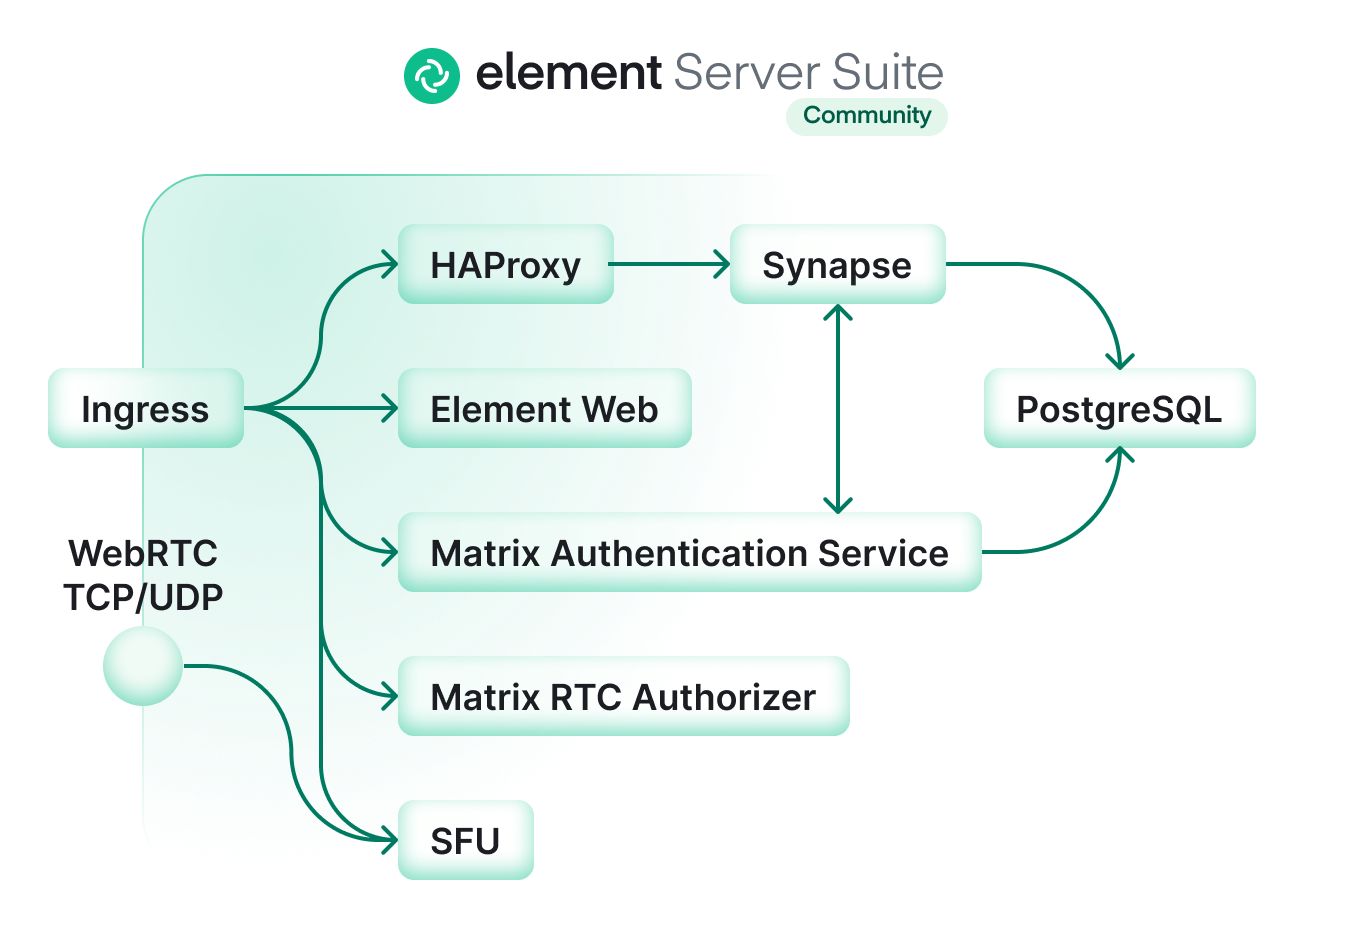 element Server Suite
Community
HAProxy
Synapse
Ingress
Element Web
PostgreSQL
WebRTC
TCP/UDP
Matrix Authentication Service
Matrix RTC Authorizer
SFU